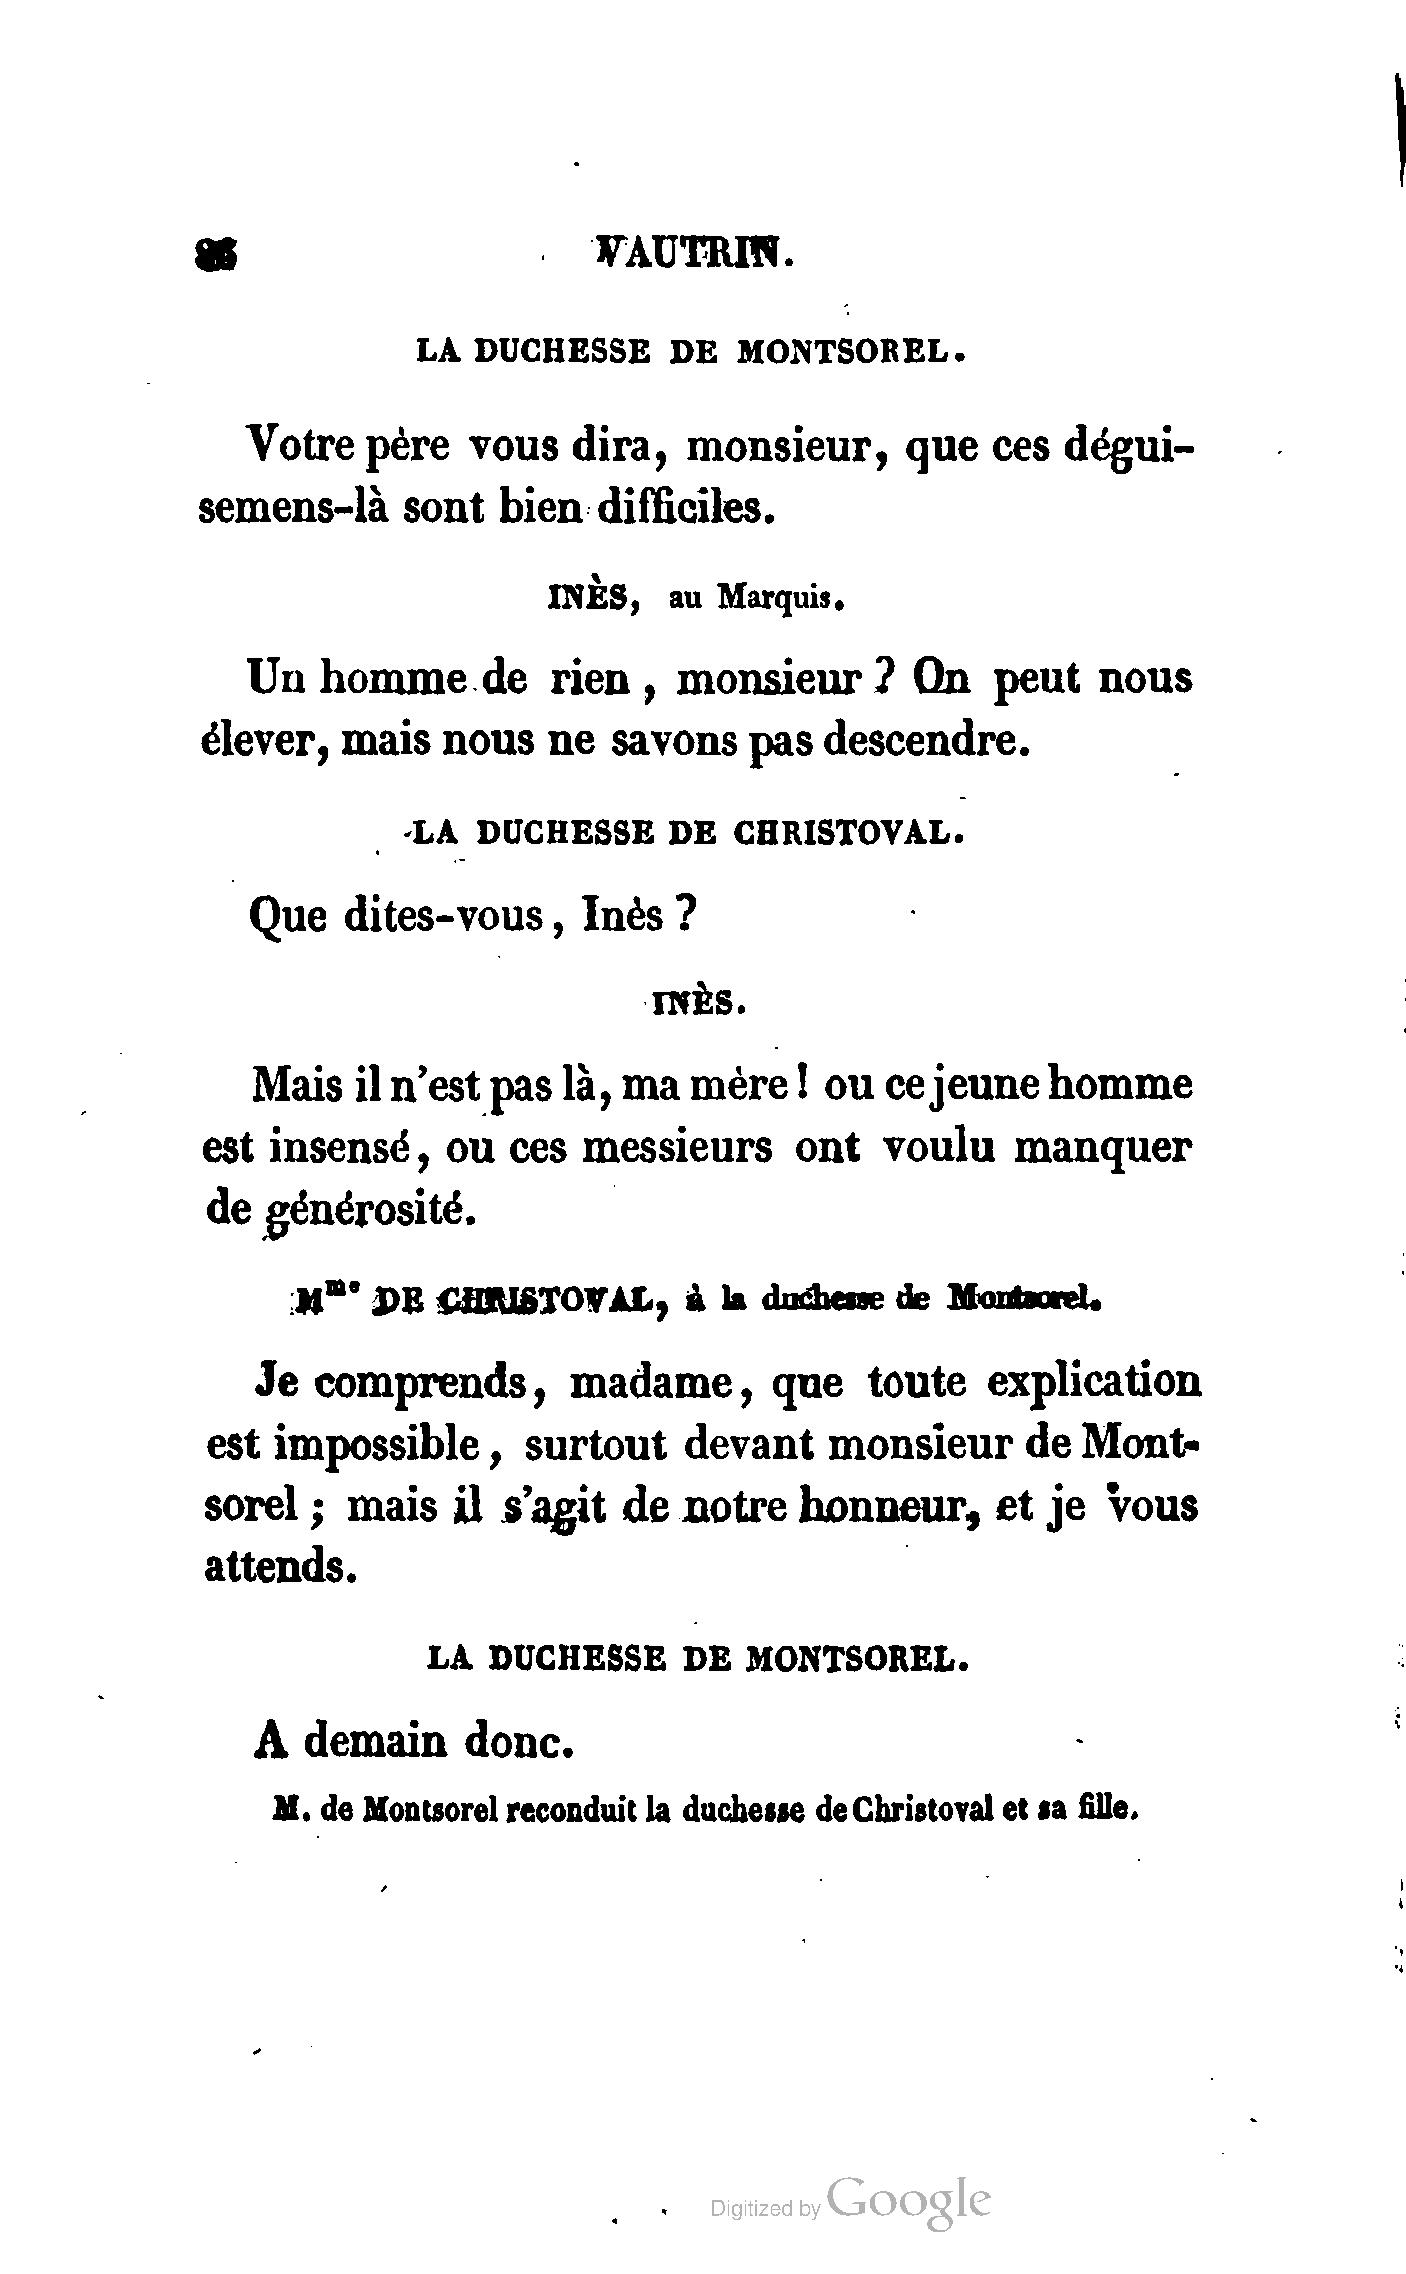 VAUTRIN.
LA DUCHESSE DE MONTSOREL.
Votre père vous dira, monsieur, que ces dégui-
semens-là sont bien difficiles.
INÈS, au Marquis.
Un homme de rien , monsieur ? On peut nous
élever, mais nous ne savons pas descendre.
LA DUCHESSE DE CHRISTOVAL.
Que dites-vous , Inès ?
INÈS.
Mais il n'est pas là, ma mère ! ou ce jeune homme
est insensé , ou ces messieurs ont voulu manquer
de générosité.
Mme DE CHRISTOVAL, à la duchesse de Montsorel.
Je comprends , madame , que toute explication
est impossible , surtout devant monsieur de Mont-
sorel ; mais il s'agit de notre honneur, et je vous
attends.
LA DUCHESSE DE MONTSOREL.
A demain donc.
M. de Montsorel reconduit la duchesse de Christoval et sa fille.
Digitized by Google